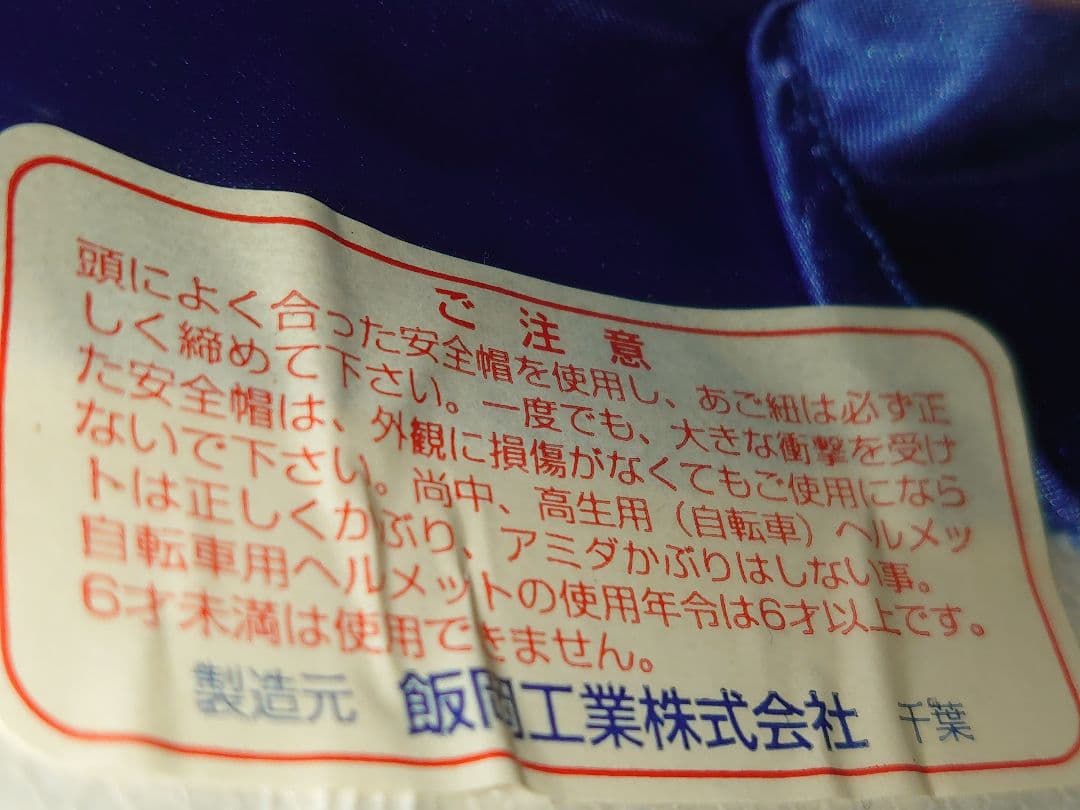 ご注意
頭によく合った安全帽を使用し、あご紐は必ず正
しく締めて下さい。一度でも、大きな衝撃を受け
た安全帽は、外観に損傷がなくてもご使用になら
ないで下さい。尚中、高生用（自転車）ヘルメッ
トは正しくかぶり、アミダかぶりはしない事。
自転車用ヘルメットの使用年令は6才以上です。
6才未満は使用できません。
製造元 飯岡工業株式会社 千葉